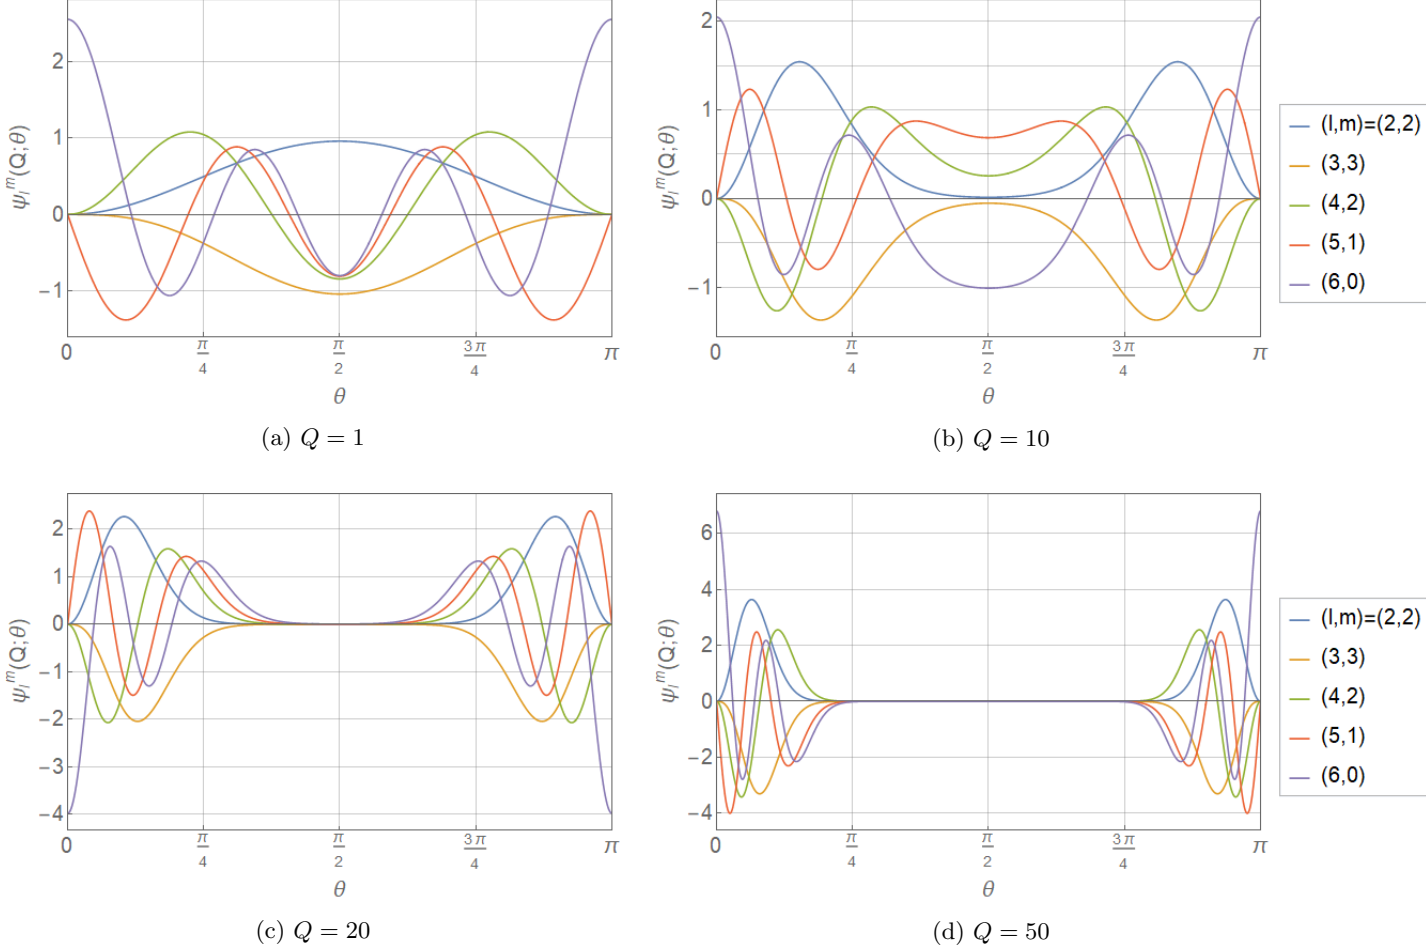 2
1
0
−1
ψ_l^m(Q;θ)
0
π/4
π/2
3π/4
π
θ
(a) Q = 1
2
1
0
−1
ψ_l^m(Q;θ)
0
π/4
π/2
3π/4
π
θ
(b) Q = 10
(l,m)=(2,2)
(3,3)
(4,2)
(5,1)
(6,0)
2
1
0
−1
−2
−3
−4
ψ_l^m(Q;θ)
0
π/4
π/2
3π/4
π
θ
(c) Q = 20
6
4
2
0
−2
−4
ψ_l^m(Q;θ)
0
π/4
π/2
3π/4
π
θ
(d) Q = 50
(l,m)=(2,2)
(3,3)
(4,2)
(5,1)
(6,0)